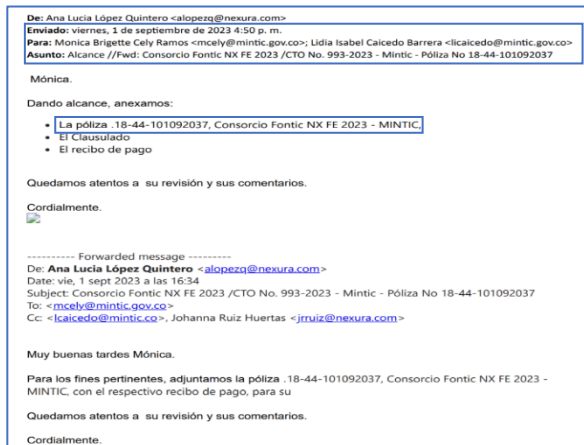 De: Ana Lucia López Quintero <alopezq@nexura.com>
Enviado: viernes, 1 de septiembre de 2023 4:50 p. m.
Para: Monica Brigette Cely Ramos <mcely@mintic.gov.co>; Lidia Isabel Caicedo Barrera <licaicedo@mintic.gov.co>
Asunto: Alcance //Fwd: Consorcio Fontic NX FE 2023 /CTO No. 993-2023 - Mintic - Póliza No 18-44-101092037
Mónica.
Dando alcance, anexamos:
• La póliza .18-44-101092037, Consorcio Fontic NX FE 2023 - MINTIC,
• El Clausulado
• El recibo de pago
Quedamos atentos a su revisión y sus comentarios.
Cordialmente.
---------- Forwarded message ---------
De: Ana Lucia López Quintero <alopezq@nexura.com>
Date: vie, 1 sept 2023 a las 16:34
Subject: Consorcio Fontic NX FE 2023 /CTO No. 993-2023 - Mintic - Póliza No 18-44-101092037
To: <mcely@mintic.gov.co>
Cc: <lcaicedo@mintic.co>, Johanna Ruiz Huertas <jrruiz@nexura.com>
Muy buenas tardes Mónica.
Para los fines pertinentes, adjuntamos la póliza .18-44-101092037, Consorcio Fontic NX FE 2023 -
MINTIC, con el respectivo recibo de pago, para su
Quedamos atentos a su revisión y sus comentarios.
Cordialmente.